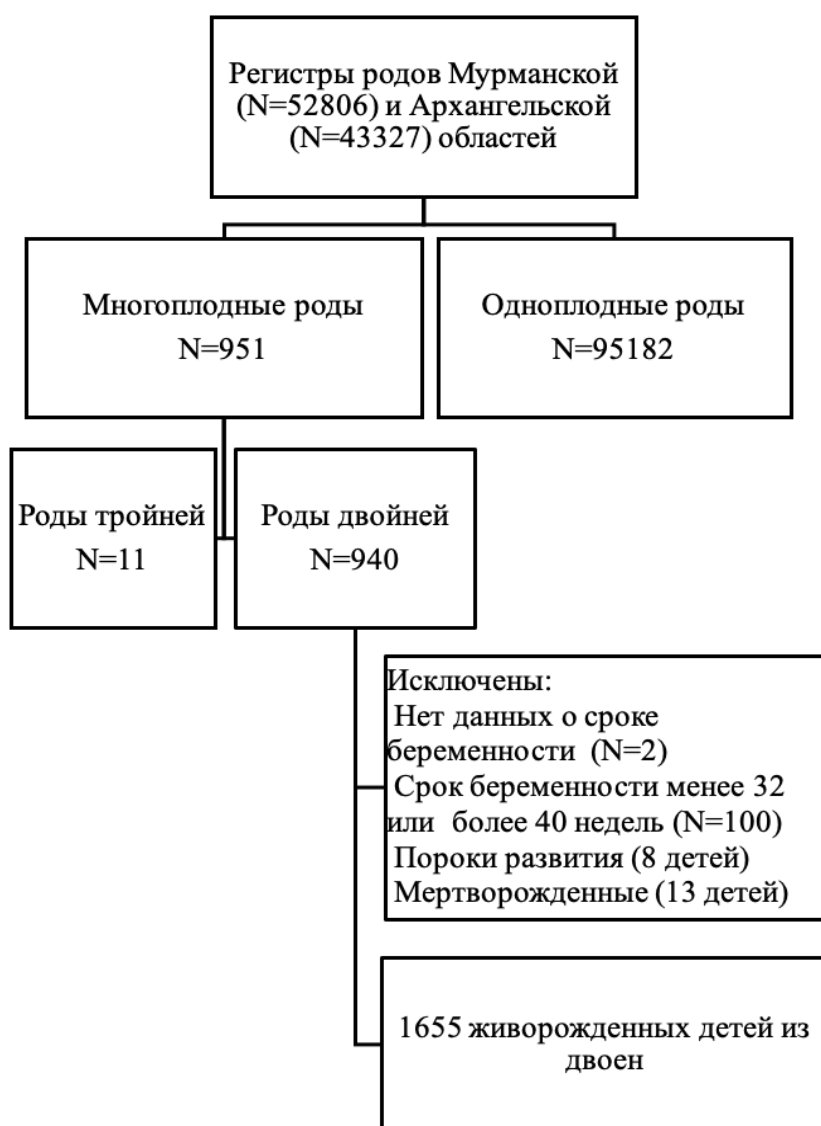 Регистры родов Мурманской
(N=52806) и Архангельской
(N=43327) областей
Многоплодные роды
N=951
Одноплодные роды
N=95182
Роды тройней
N=11
Роды двойней
N=940
Исключены:
Нет данных о сроке
беременности (N=2)
Срок беременности менее 32
или более 40 недель (N=100)
Пороки развития (8 детей)
Мертворожденные (13 детей)
1655 живорожденных детей из
двоен